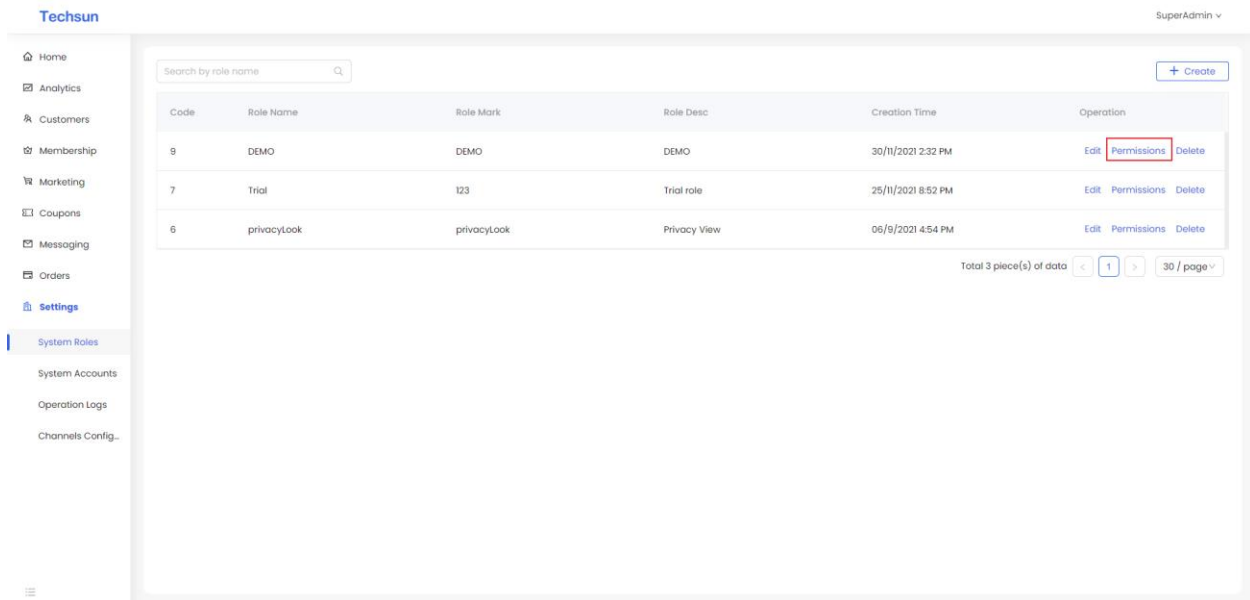 Techsun
SuperAdmin
Home
Analytics
Customers
Membership
Marketing
Coupons
Messaging
Orders
Settings
System Roles
System Accounts
Operation Logs
Channels Config...
Search by role name
+ Create
Code Role Name Role Mark Role Desc Creation Time Operation
9 DEMO DEMO DEMO 30/11/2021 2:32 PM Edit Permissions Delete
7 Trial 123 Trial role 25/11/2021 8:52 PM Edit Permissions Delete
6 privacyLook privacyLook Privacy View 06/9/2021 4:54 PM Edit Permissions Delete
Total 3 piece(s) of data < 1 > 30 / page